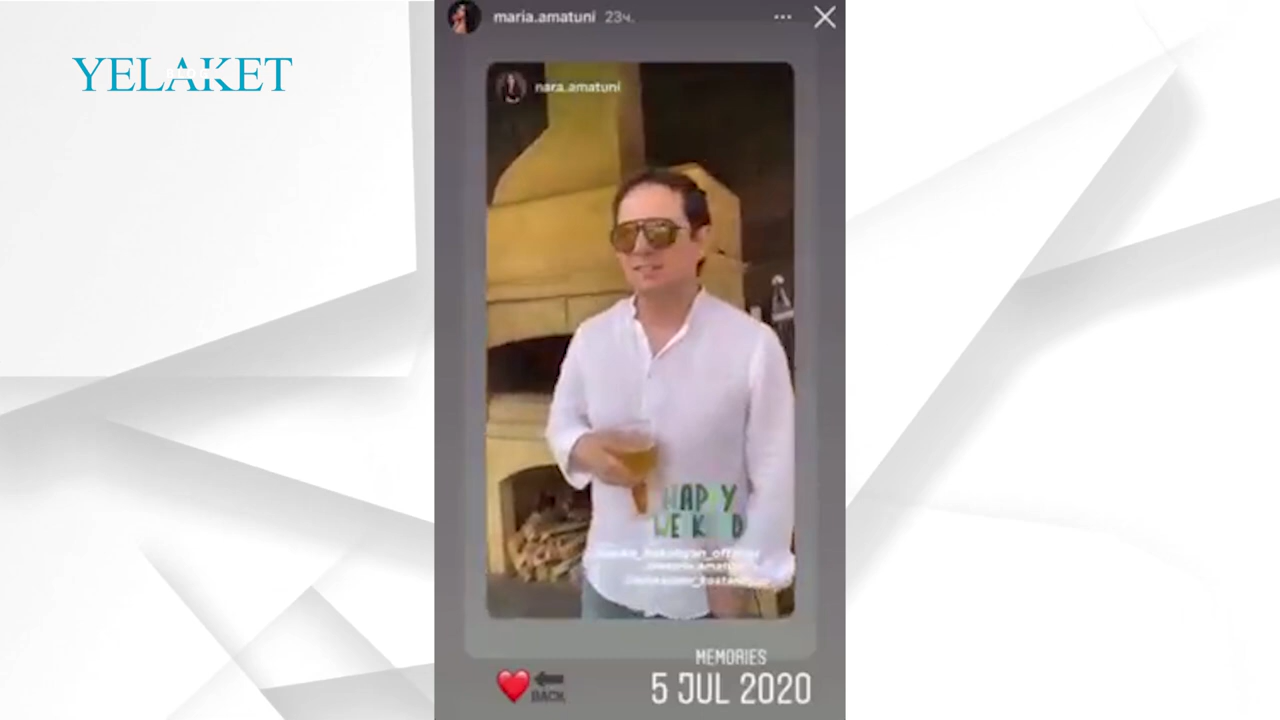 YELAKET
maria.amatuni 23ч.
nara.amatuni
HAPPY
WEEKEND
MEMORIES
BACK
5 JUL 2020